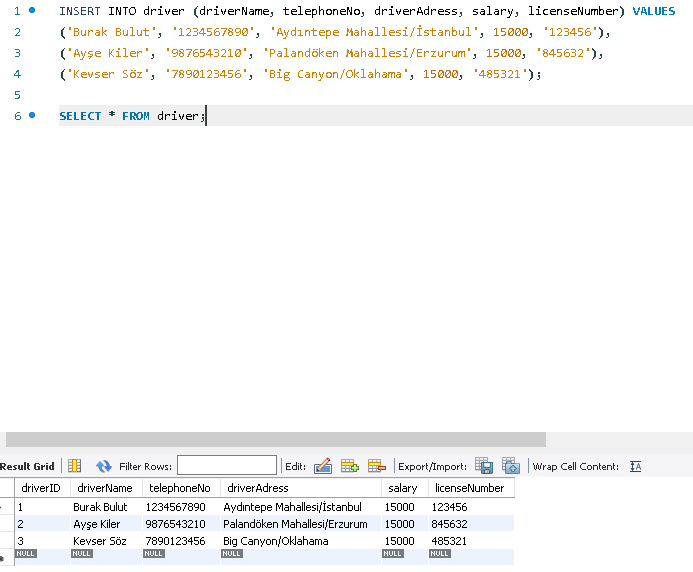 1 INSERT INTO driver (driverName, telephoneNo, driverAdress, salary, licenseNumber) VALUES
2 ('Burak Bulut', '1234567890', 'Aydıntepe Mahallesi/İstanbul', 15000, '123456'),
3 ('Ayşe Kiler', '9876543210', 'Palandöken Mahallesi/Erzurum', 15000, '845632'),
4 ('Kevser Söz', '7890123456', 'Big Canyon/Oklahama', 15000, '485321');
5
6 SELECT * FROM driver;
Result Grid Filter Rows: Edit: Export/Import: Wrap Cell Content: IA
driverID driverName telephoneNo driverAdress salary licenseNumber
1 Burak Bulut 1234567890 Aydıntepe Mahallesi/İstanbul 15000 123456
2 Ayşe Kiler 9876543210 Palandöken Mahallesi/Erzurum 15000 845632
3 Kevser Söz 7890123456 Big Canyon/Oklahama 15000 485321
NULL NULL NULL NULL NULL NULL